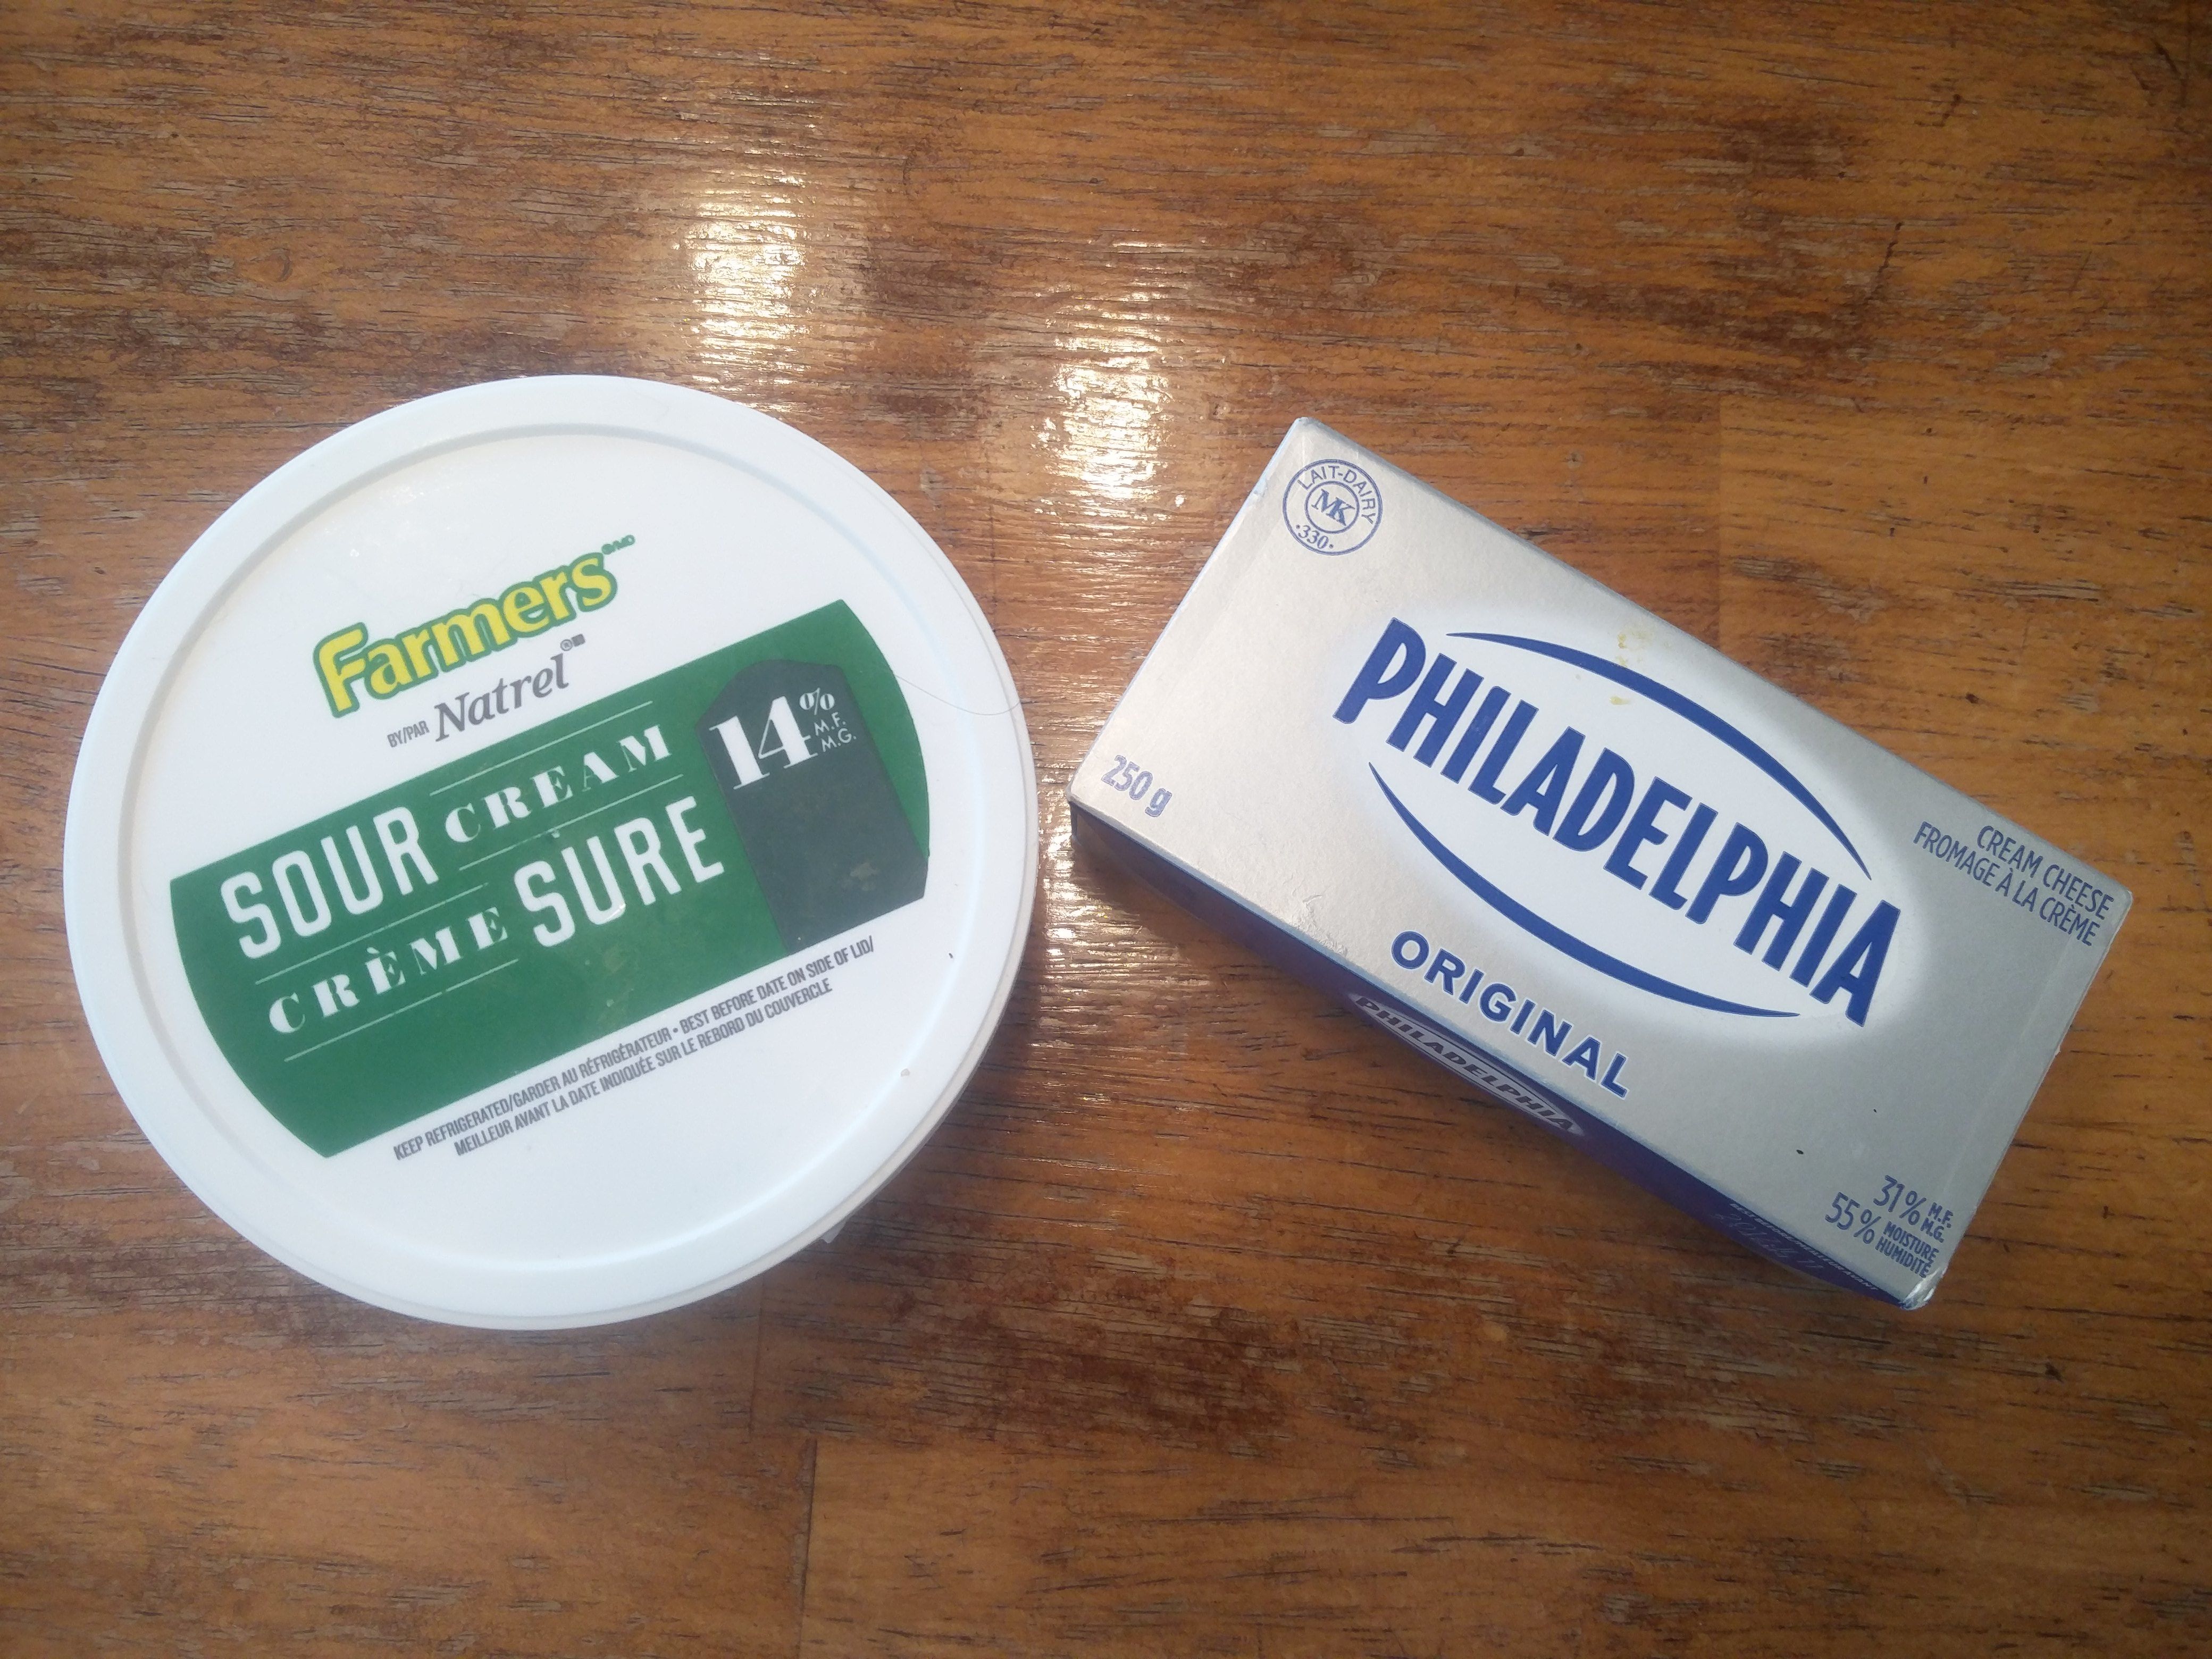 Farmers
BY/PAR Natrel
SOUR CREAM
CRÈME SURE
14%
M.F.
M.G.
KEEP REFRIGERATED/GARDER AU RÉFRIGÉRATEUR • BEST BEFORE DATE ON SIDE OF LID/
MEILLEUR AVANT LA DATE INDIQUÉE SUR LE REBORD DU COUVERCLE
LAIT-DAIRY
MK
•330•
250 g
PHILADELPHIA
ORIGINAL
CREAM CHEESE
FROMAGE À LA CRÈME
31% M.F. M.G.
55% MOISTURE HUMIDITÉ
PHILADELPHIA